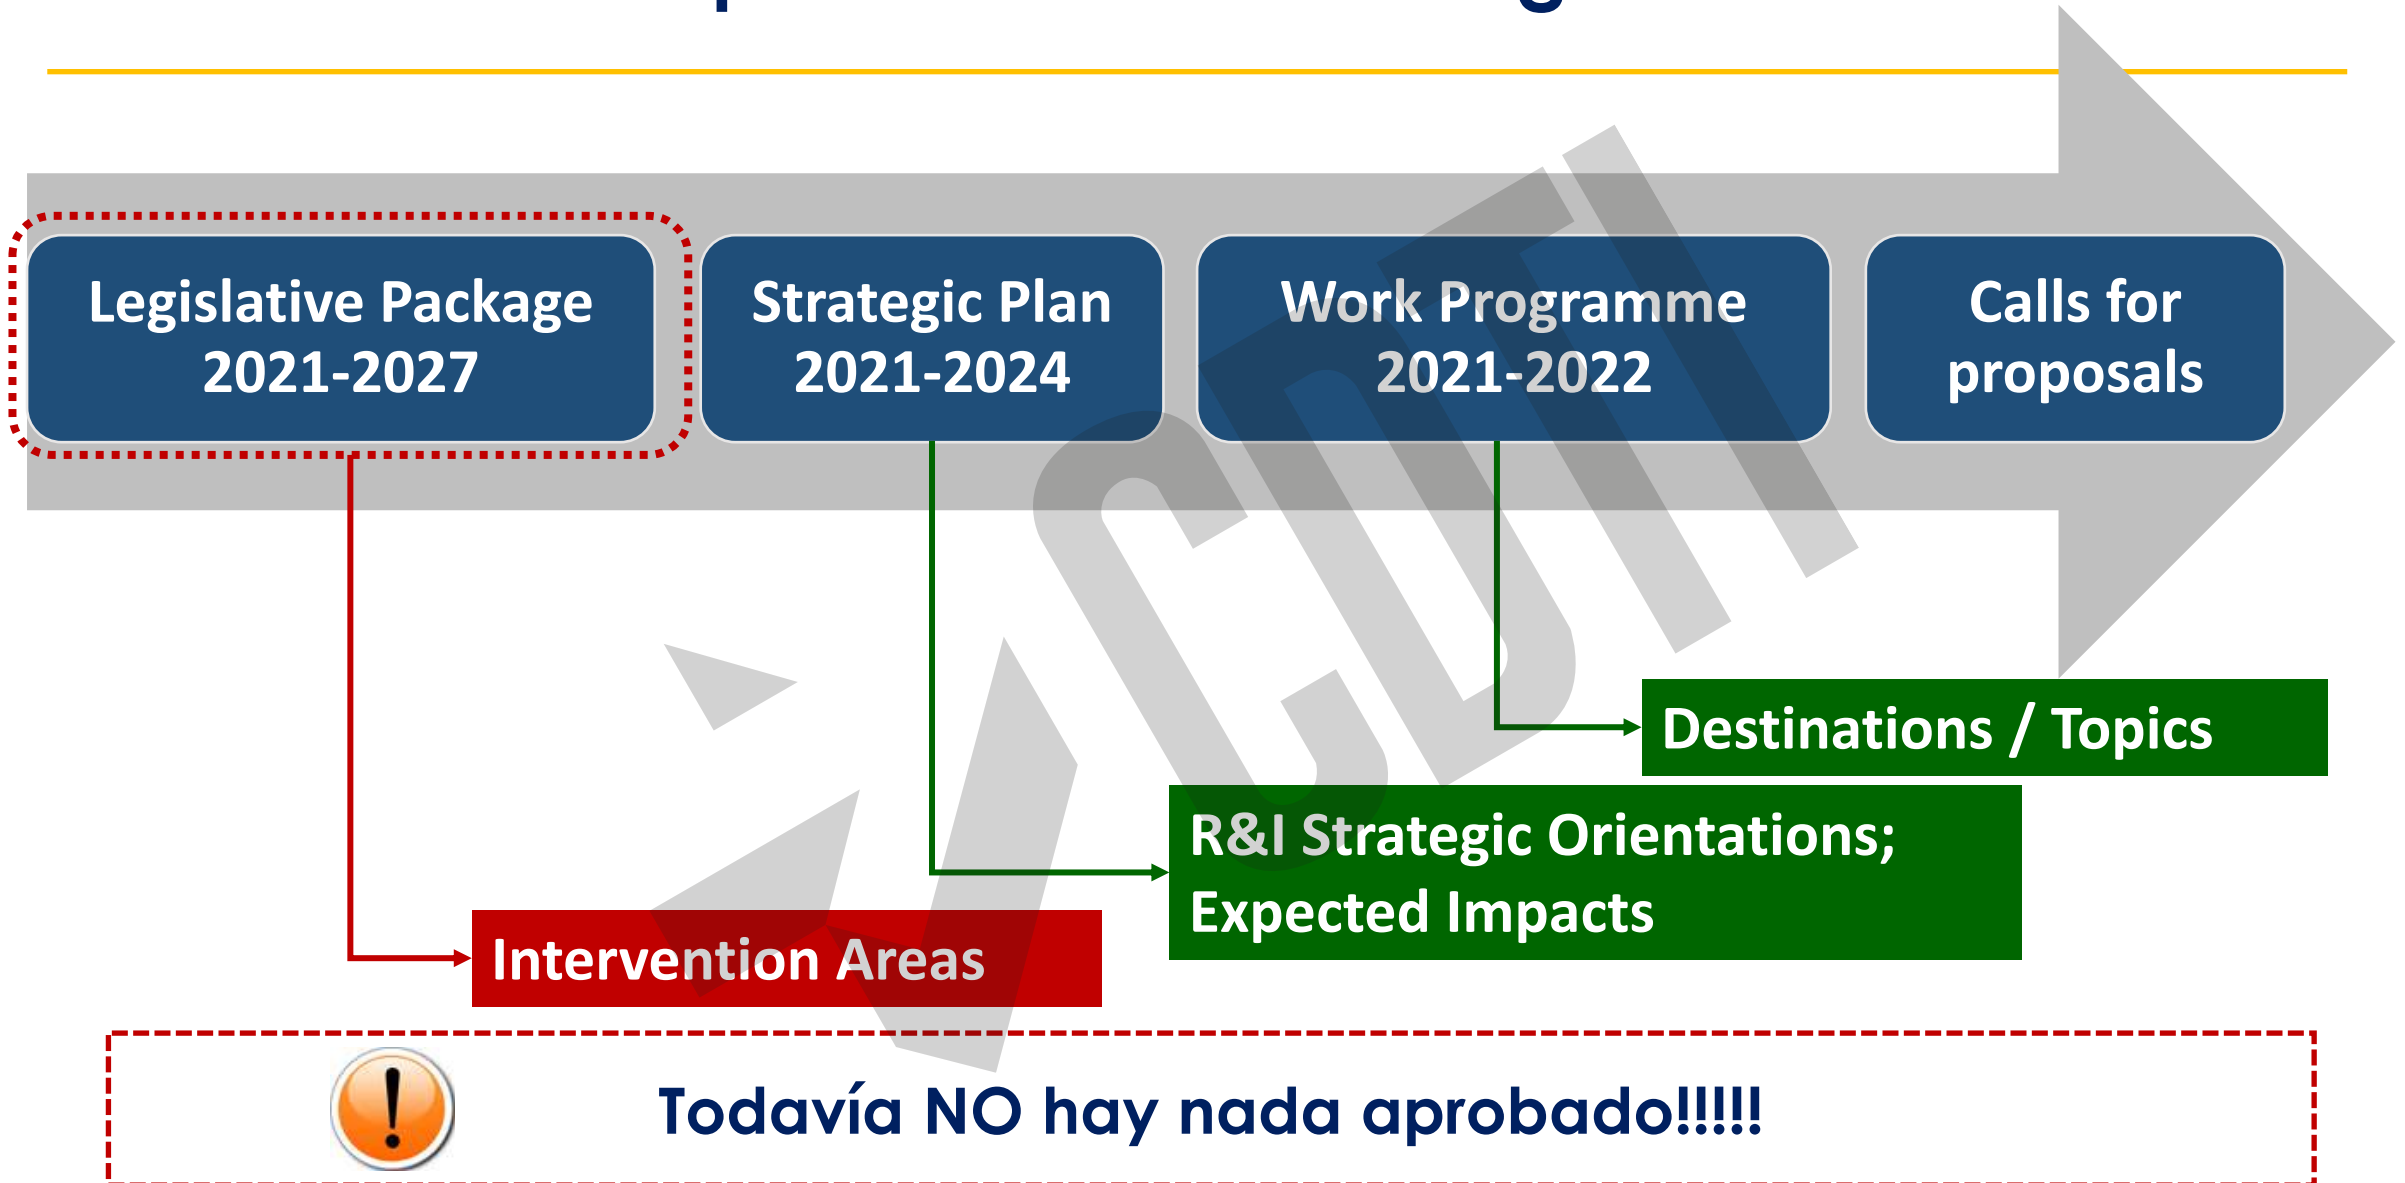 Legislative Package
2021-2027
Strategic Plan
2021-2024
Work Programme
2021-2022
Calls for
proposals
Destinations / Topics
R&I Strategic Orientations;
Expected Impacts
Intervention Areas
Todavía NO hay nada aprobado!!!!!
CDTI